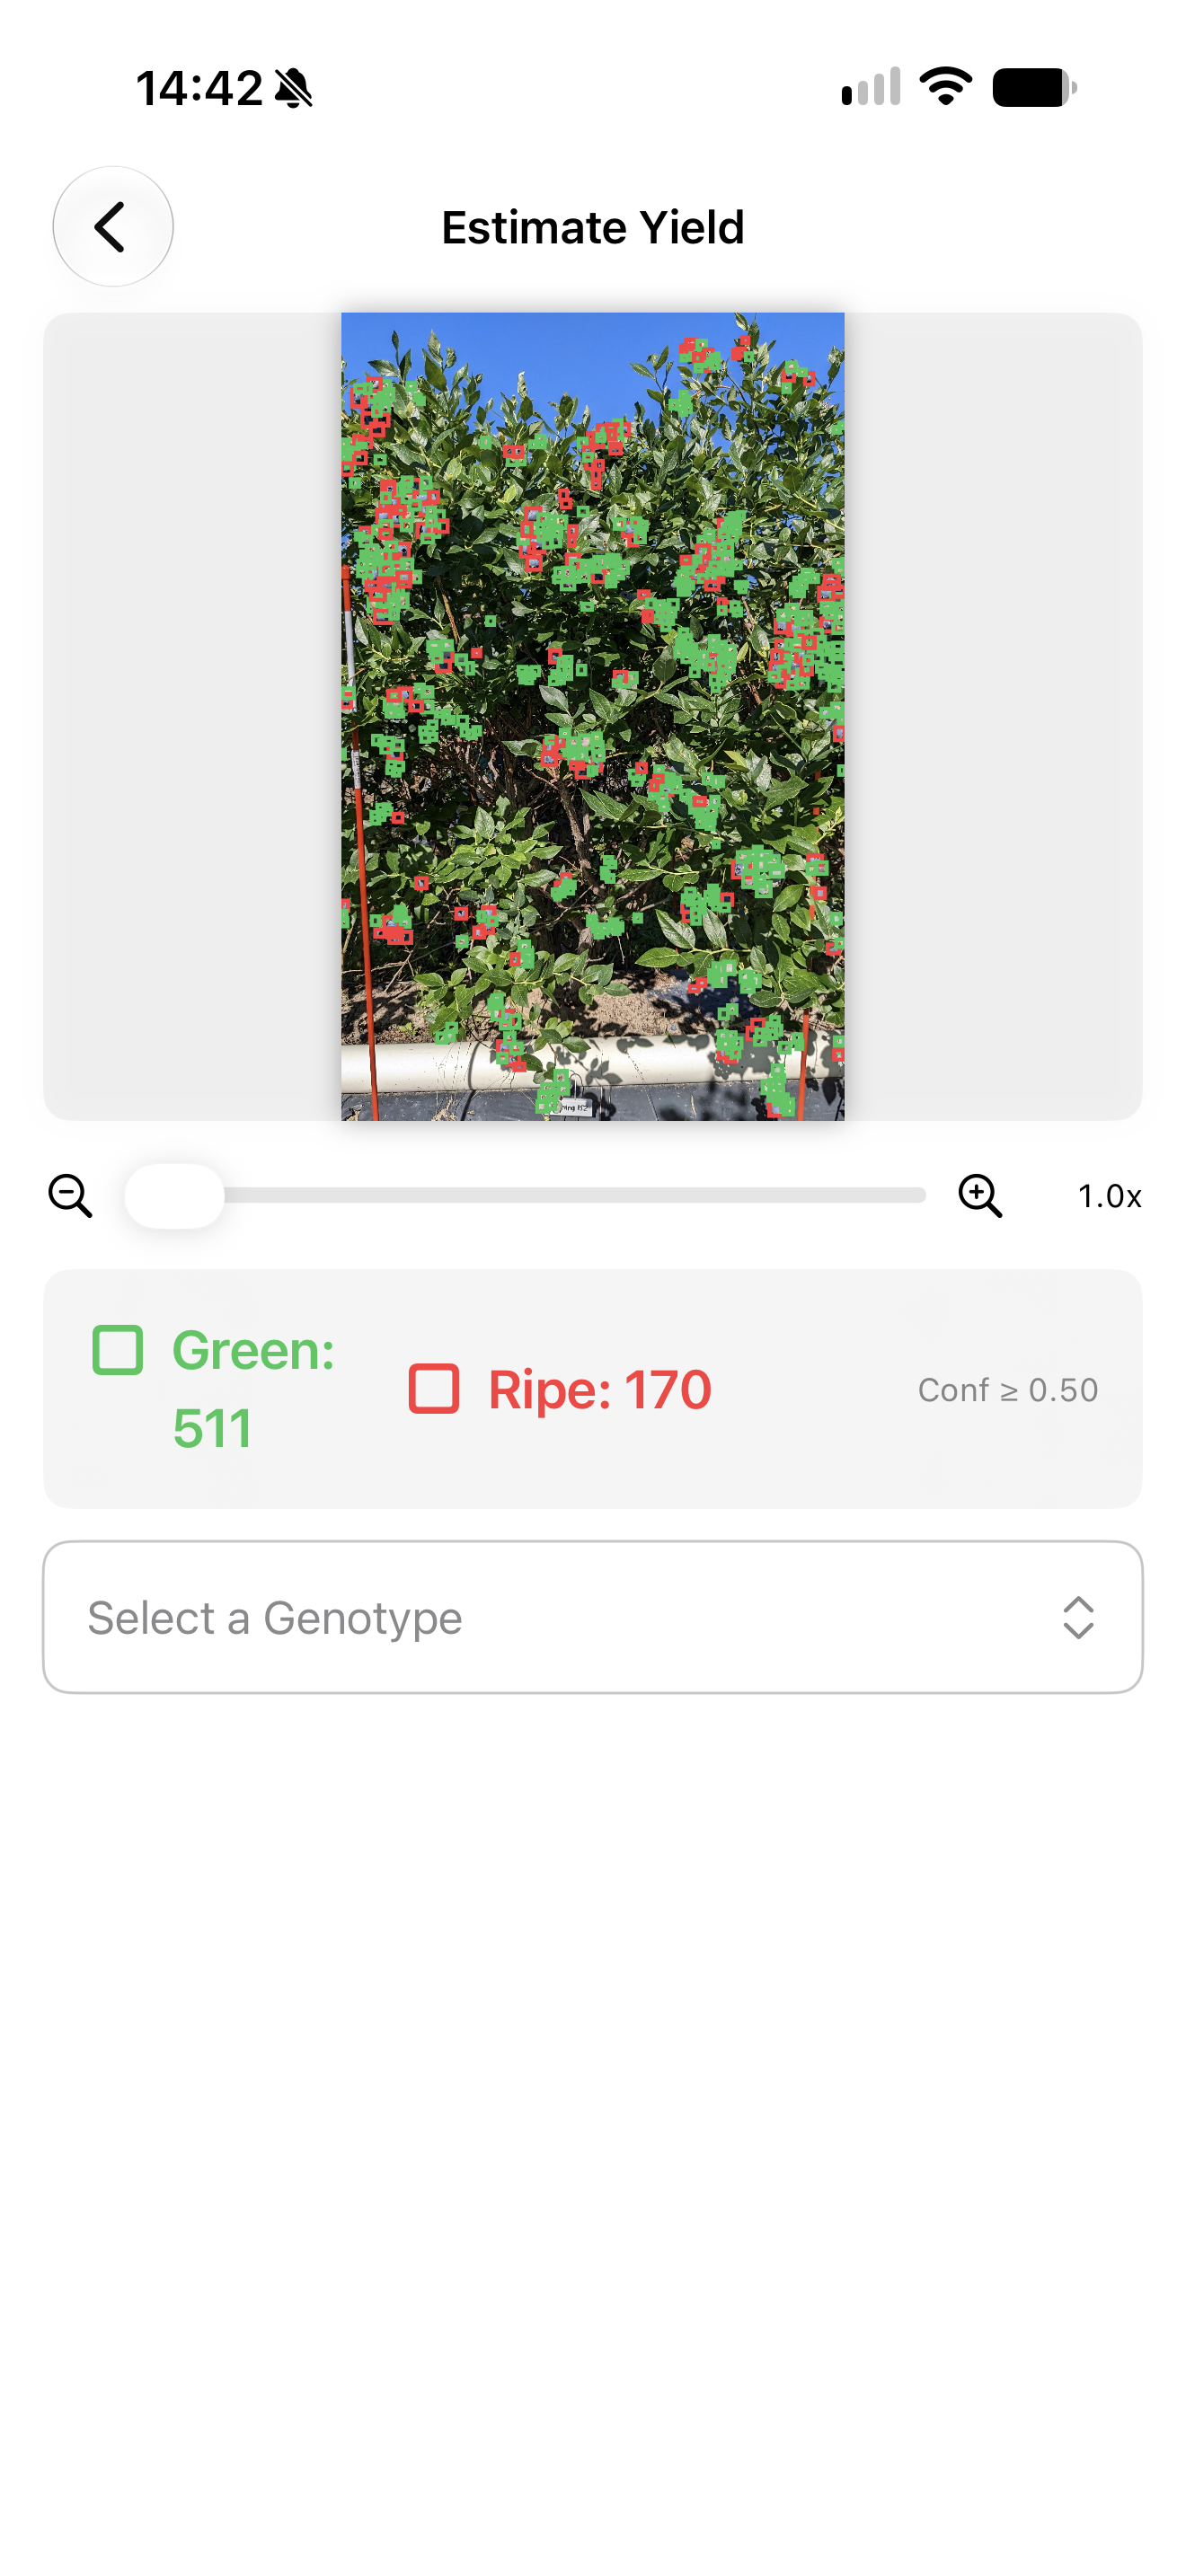 14:42
Estimate Yield
1.0x
Green:
511
Ripe: 170
Conf ≥ 0.50
Select a Genotype